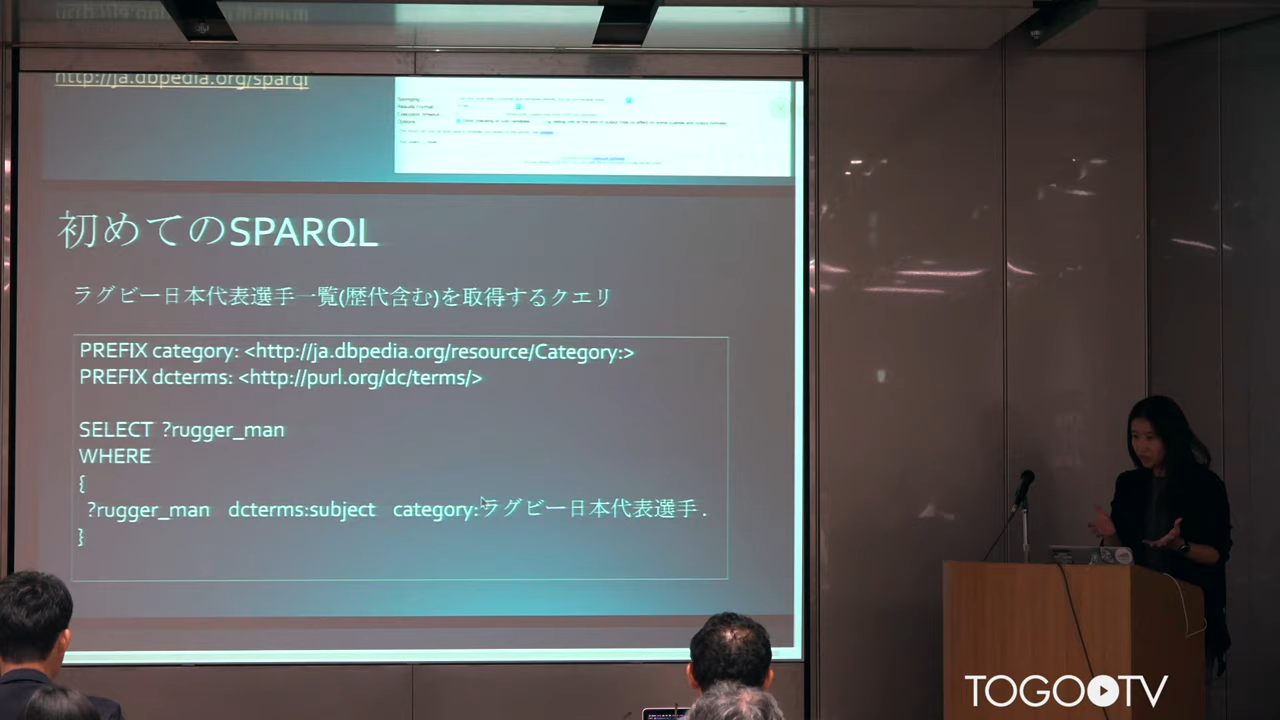 http://ja.dbpedia.org/sparql
初めてのSPARQL
ラグビー日本代表選手一覧(歴代含む)を取得するクエリ
PREFIX category: <http://ja.dbpedia.org/resource/Category:>
PREFIX dcterms: <http://purl.org/dc/terms/>
SELECT ?rugger_man
WHERE
{
?rugger_man dcterms:subject category:ラグビー日本代表選手 .
}
TOGO TV